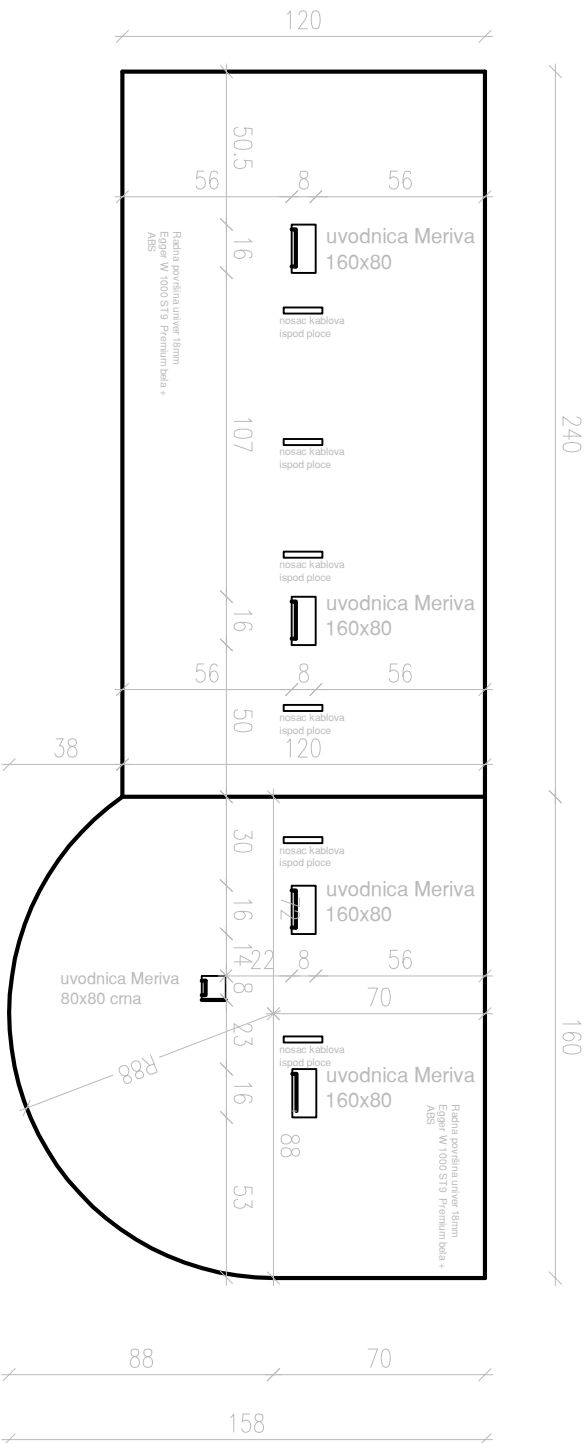 120
50.5
56
8
56
240
Radna površina univer 18mm
Egger W 1000 ST9 Premium bela +
ABS
16
uvodnica Meriva
160x80
nosac kablova
ispod ploce
107
nosac kablova
ispod ploce
nosac kablova
ispod ploce
16
uvodnica Meriva
160x80
56
8
56
50
nosac kablova
ispod ploce
38
120
30
nosac kablova
ispod ploce
16
72
uvodnica Meriva
160x80
14
22
8
56
uvodnica Meriva
80x80 crna
8
70
160
23
nosac kablova
ispod ploce
R88
16
uvodnica Meriva
160x80
88
Radna površina univer 18mm
Egger W 1000 ST9 Premium bela +
ABS
53
88
70
158